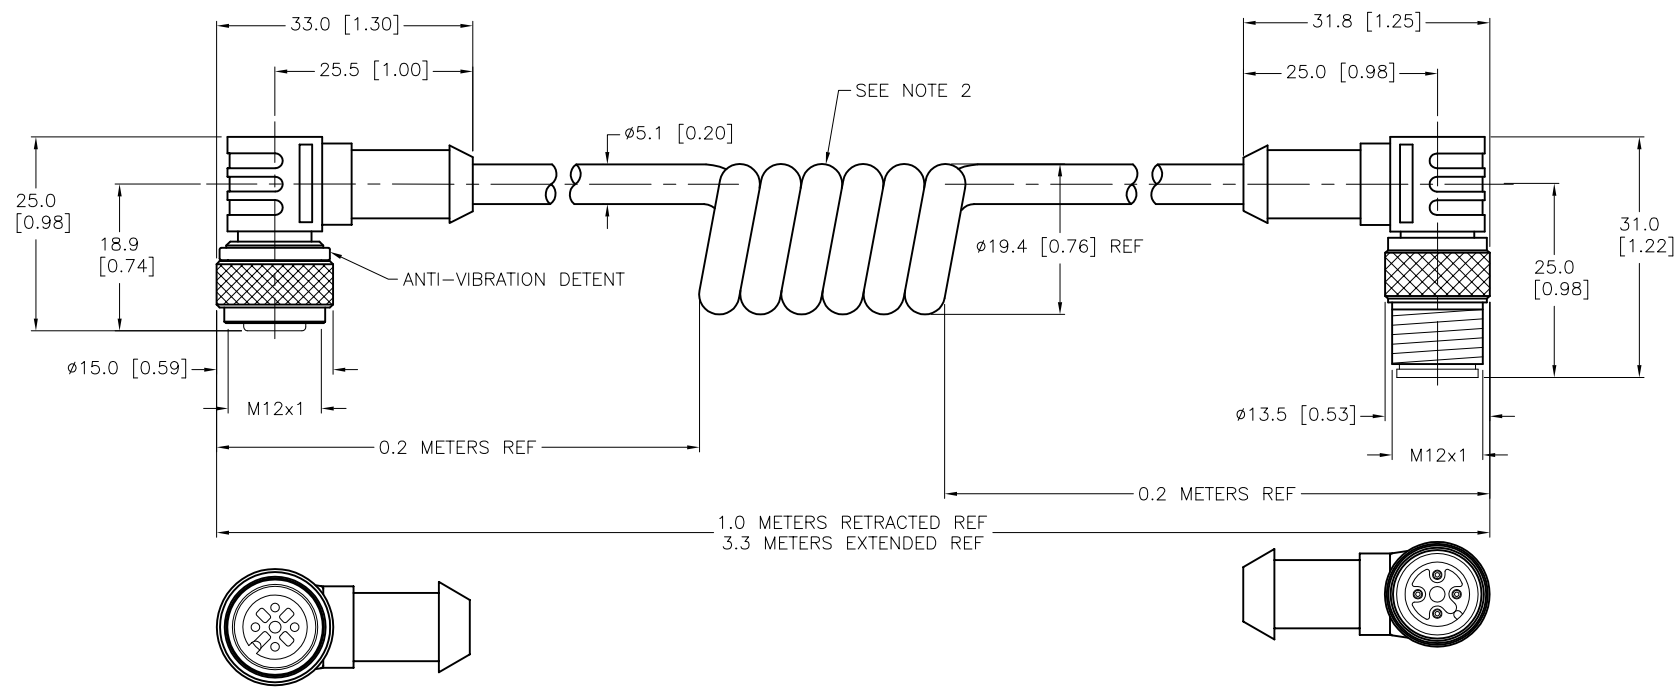 33.0 [1.30]
31.8 [1.25]
25.5 [1.00]
25.0 [0.98]
SEE NOTE 2
ø5.1 [0.20]
25.0
[0.98]
18.9
[0.74]
ø19.4 [0.76] REF
31.0
[1.22]
25.0
[0.98]
ANTI-VIBRATION DETENT
ø15.0 [0.59]
M12x1
ø13.5 [0.53]
0.2 METERS REF
M12x1
0.2 METERS REF
1.0 METERS RETRACTED REF
3.3 METERS EXTENDED REF